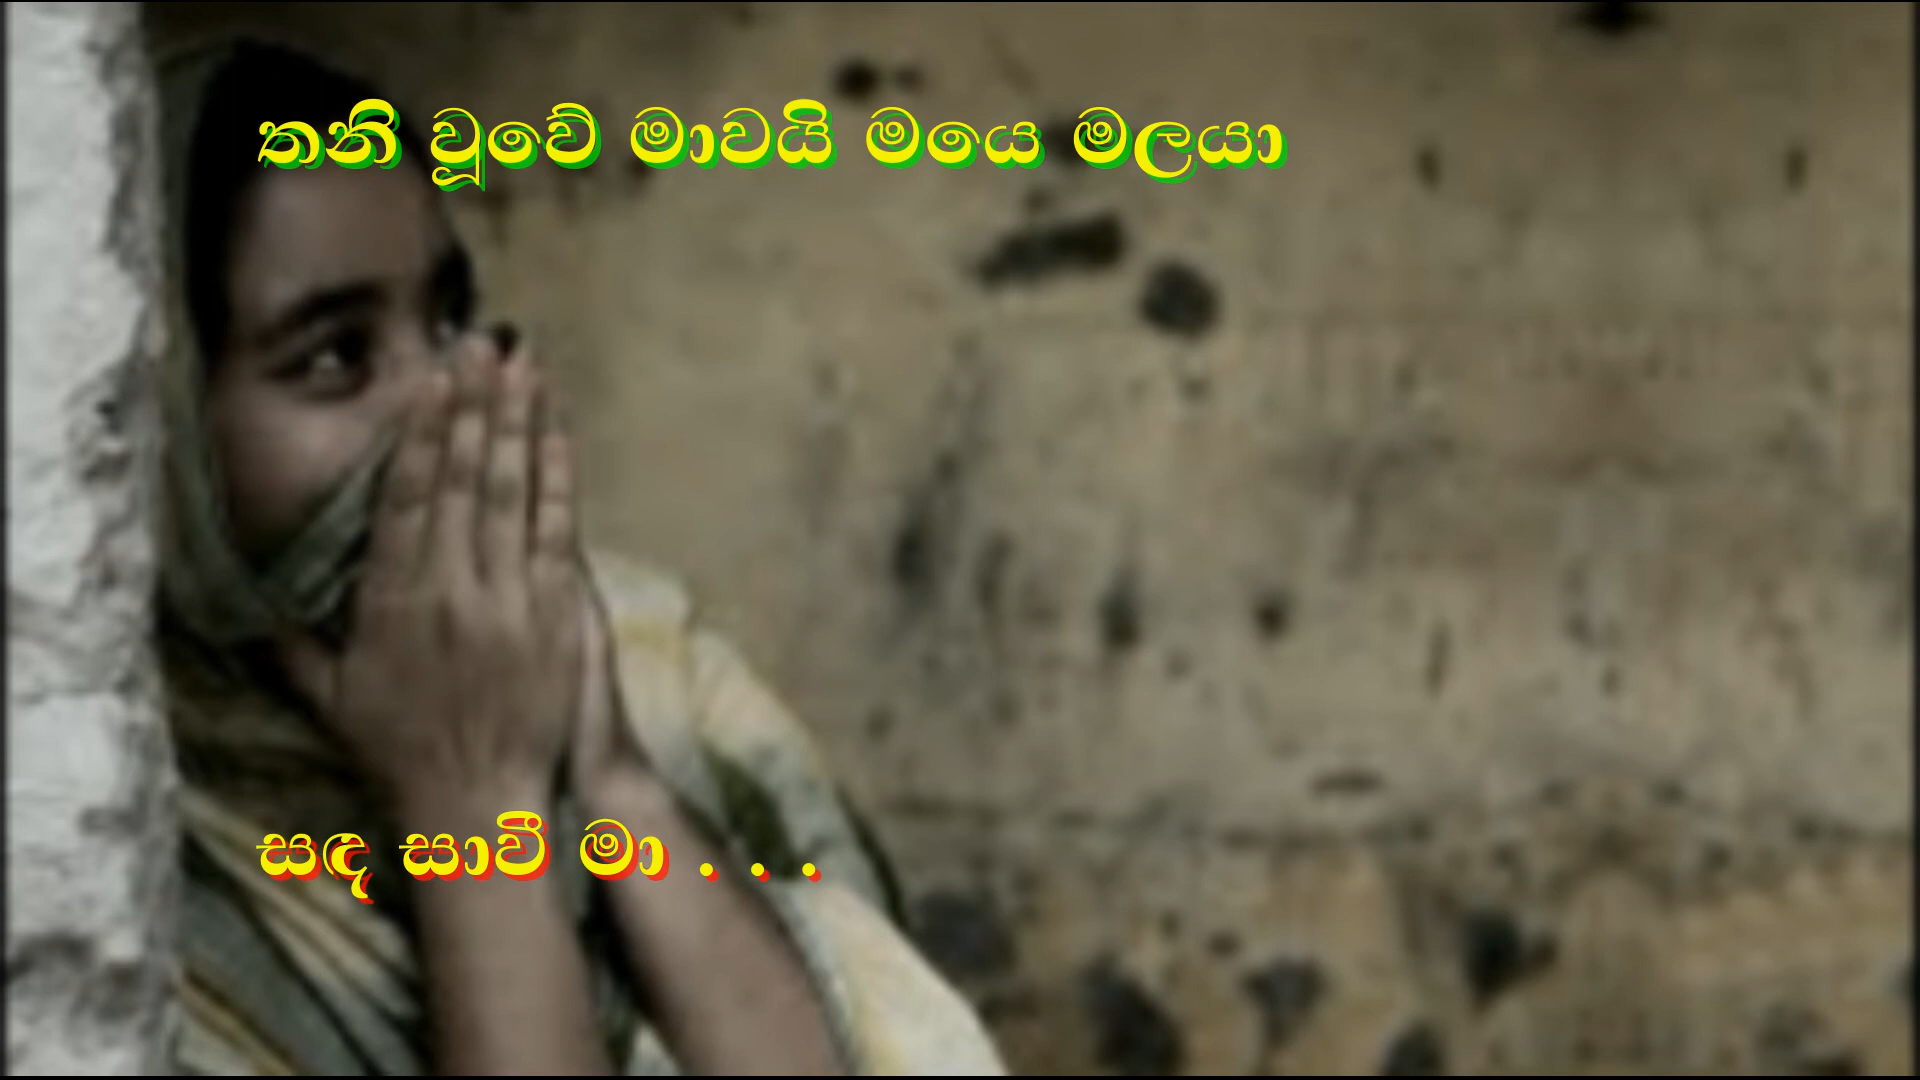 තනි වූවේ මාවයි මයෙ මලයා
සඳ සාවී මා . . .